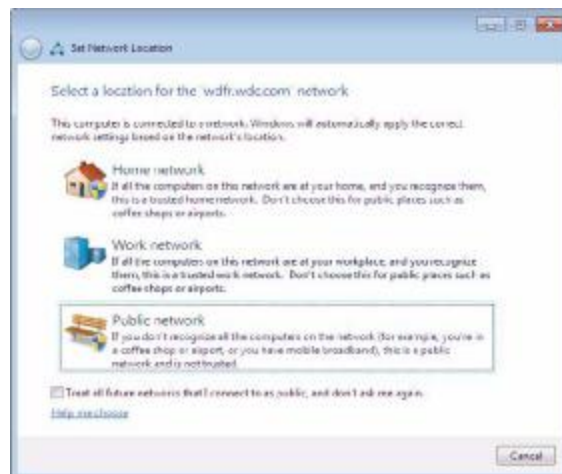 Set Network Location
Select a location for the 'wdfr.wdc.com' network
This computer is connected to a network. Windows will automatically apply the correct
network settings based on the network's location.
Home network
If all the computers on this network are at your home, and you recognize them,
this is a trusted home network. Don't choose this for public places such as
coffee shops or airports.
Work network
If all the computers on this network are at your workplace, and you recognize
them, this is a trusted work network. Don't choose this for public places such as
coffee shops or airports.
Public network
If you don't recognize all the computers on the network (for example, you're in
a coffee shop or airport, or you have mobile broadband), this is a public
network and is not trusted.
Treat all future networks that I connect to as public, and don't ask me again.
Help me choose
Cancel